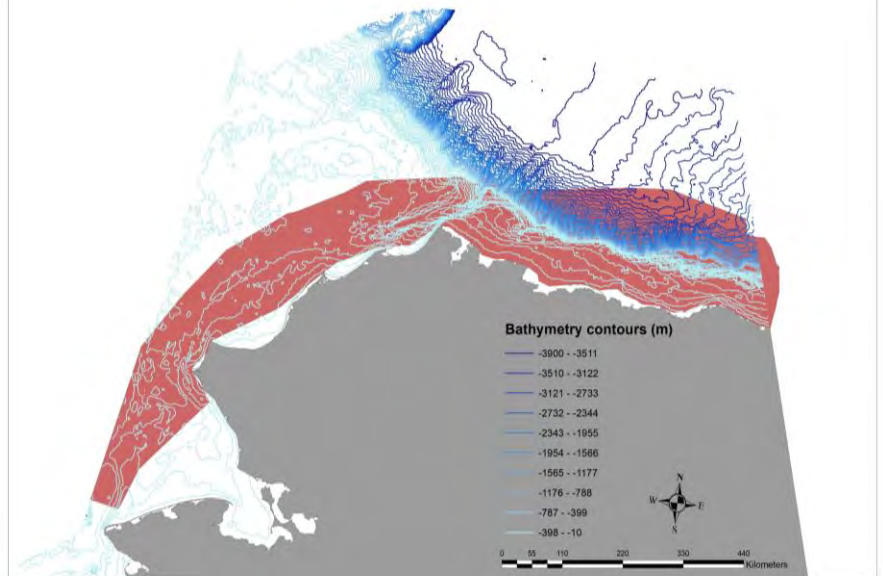 Bathymetry contours (m)
-3900 - -3511
-3510 - -3122
-3121 - -2733
-2732 - -2344
-2343 - -1955
-1954 - -1566
-1565 - -1177
-1176 - -788
-787 - -399
-398 - -10
N
W E
S
0 55 110 220 330 440
Kilometers